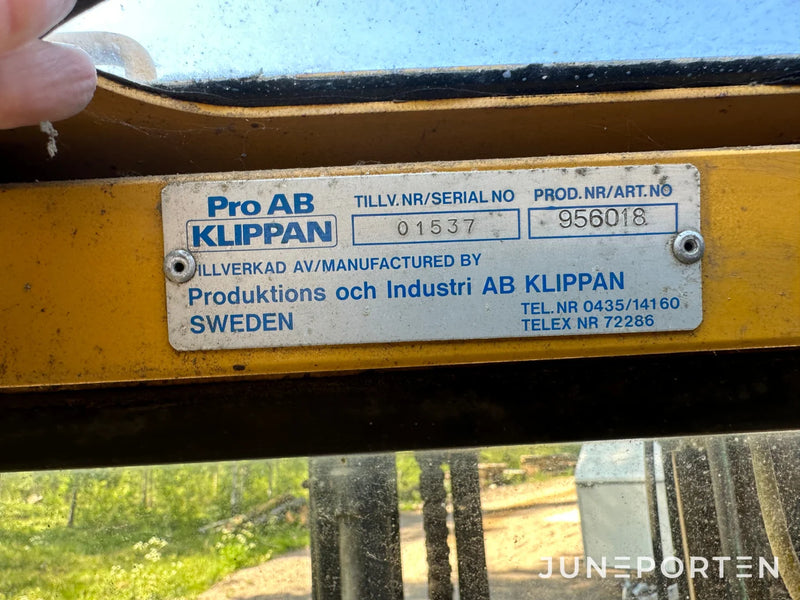 Pro AB
KLIPPAN
TILLV.NR/SERIAL NO
01537
PROD.NR/ART.NO
956018
TILLVERKAD AV/MANUFACTURED BY
Produktions och Industri AB KLIPPAN
SWEDEN
TEL.NR 0435/14160
TELEX NR 72286
JUNEPORTEN